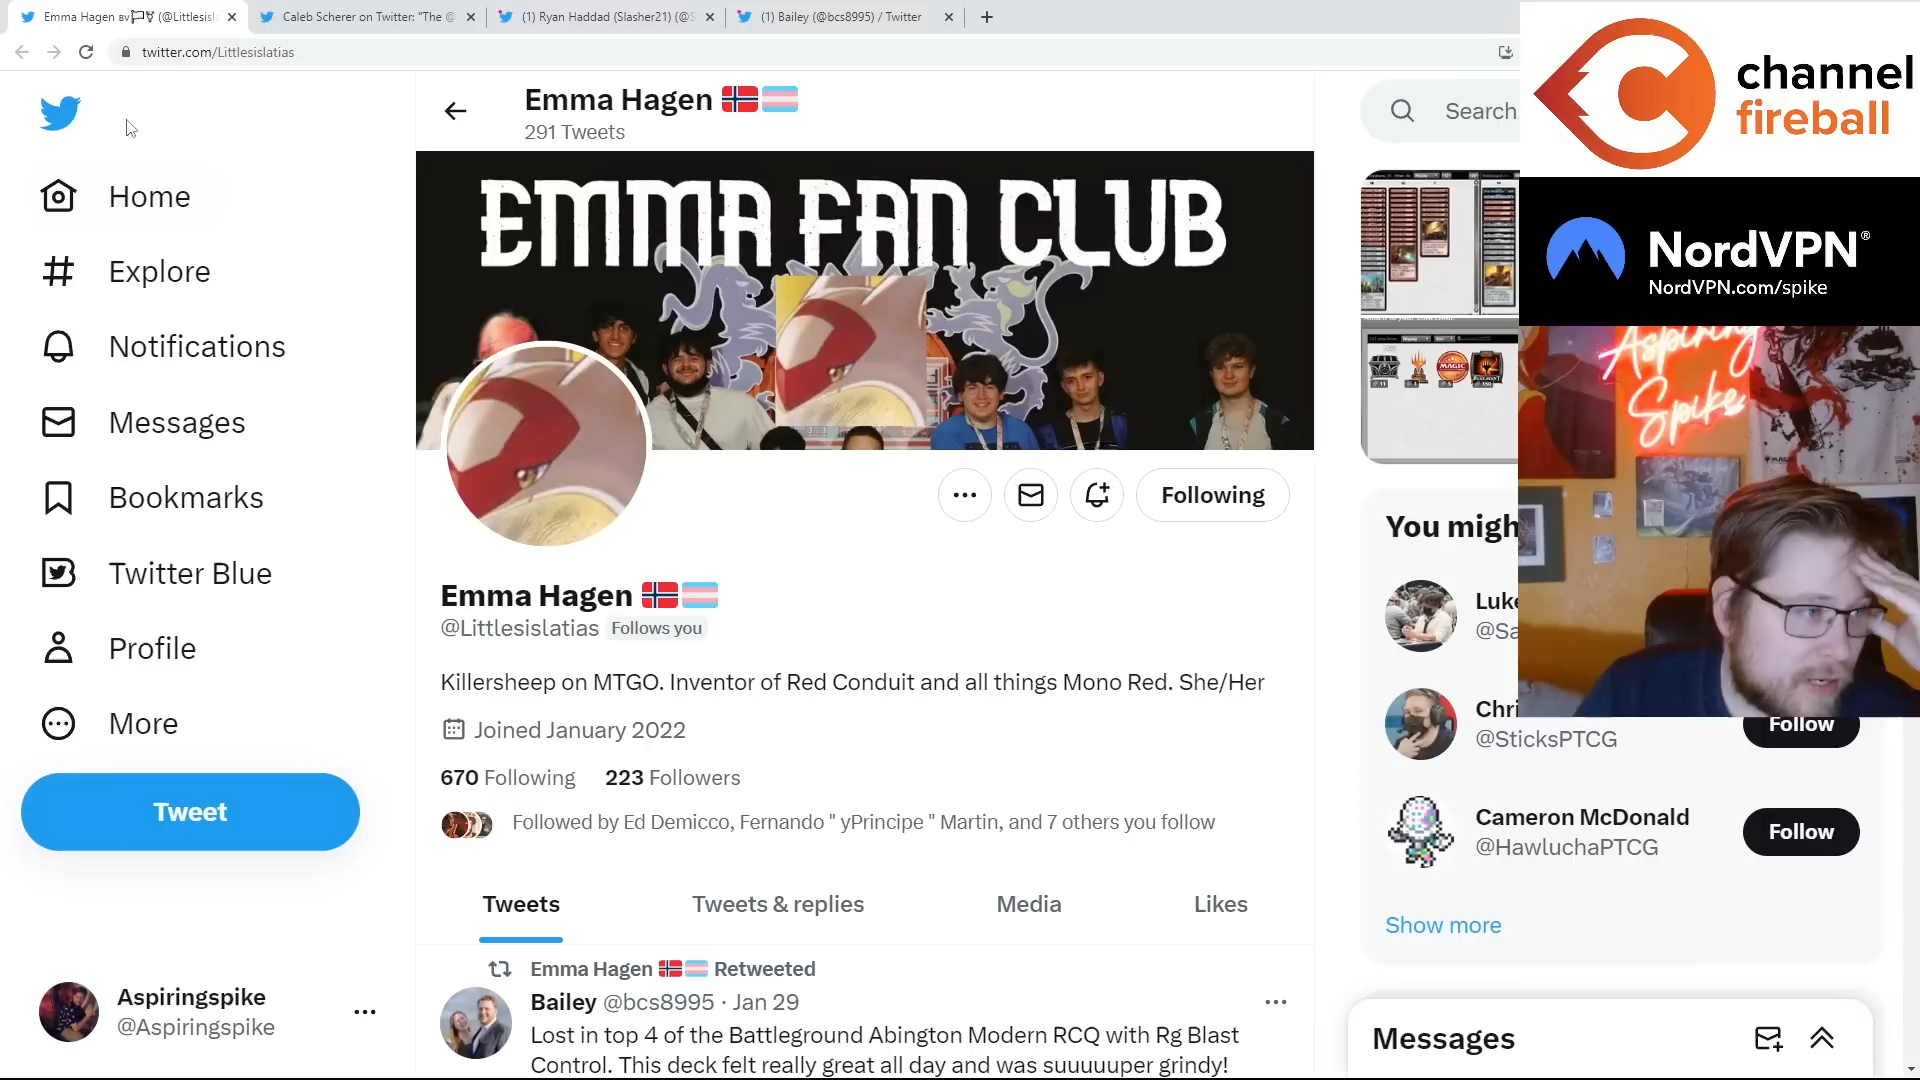 Emma Hagen
Caleb Scherer on Twitter: "The @
(1) Ryan Haddad (Slasher21) (@S
(1) Bailey (@bcs8995) / Twitter
twitter.com/Littlesislatias
Emma Hagen
291 Tweets
Search
EMMA FAN CLUB
Home
Explore
Notifications
Messages
Bookmarks
Twitter Blue
Profile
More
Tweet
Aspiringspike
@Aspiringspike
Following
Emma Hagen
@Littlesislatias Follows you
Killersheep on MTGO. Inventor of Red Conduit and all things Mono Red. She/Her
Joined January 2022
670 Following 223 Followers
Followed by Ed Demicco, Fernando " yPrincipe " Martin, and 7 others you follow
Tweets Tweets & replies Media Likes
Emma Hagen Retweeted
Bailey @bcs8995 · Jan 29
Lost in top 4 of the Battleground Abington Modern RCQ with Rg Blast
Control. This deck felt really great all day and was suuuuuper grindy!
channel
fireball
NordVPN®
NordVPN.com/spike
Aspiring
Spike
MAGIC
You migh
Luke
@Sa
Chri
@SticksPTCG
Follow
Cameron McDonald
@HawluchaPTCG
Follow
Show more
Messages